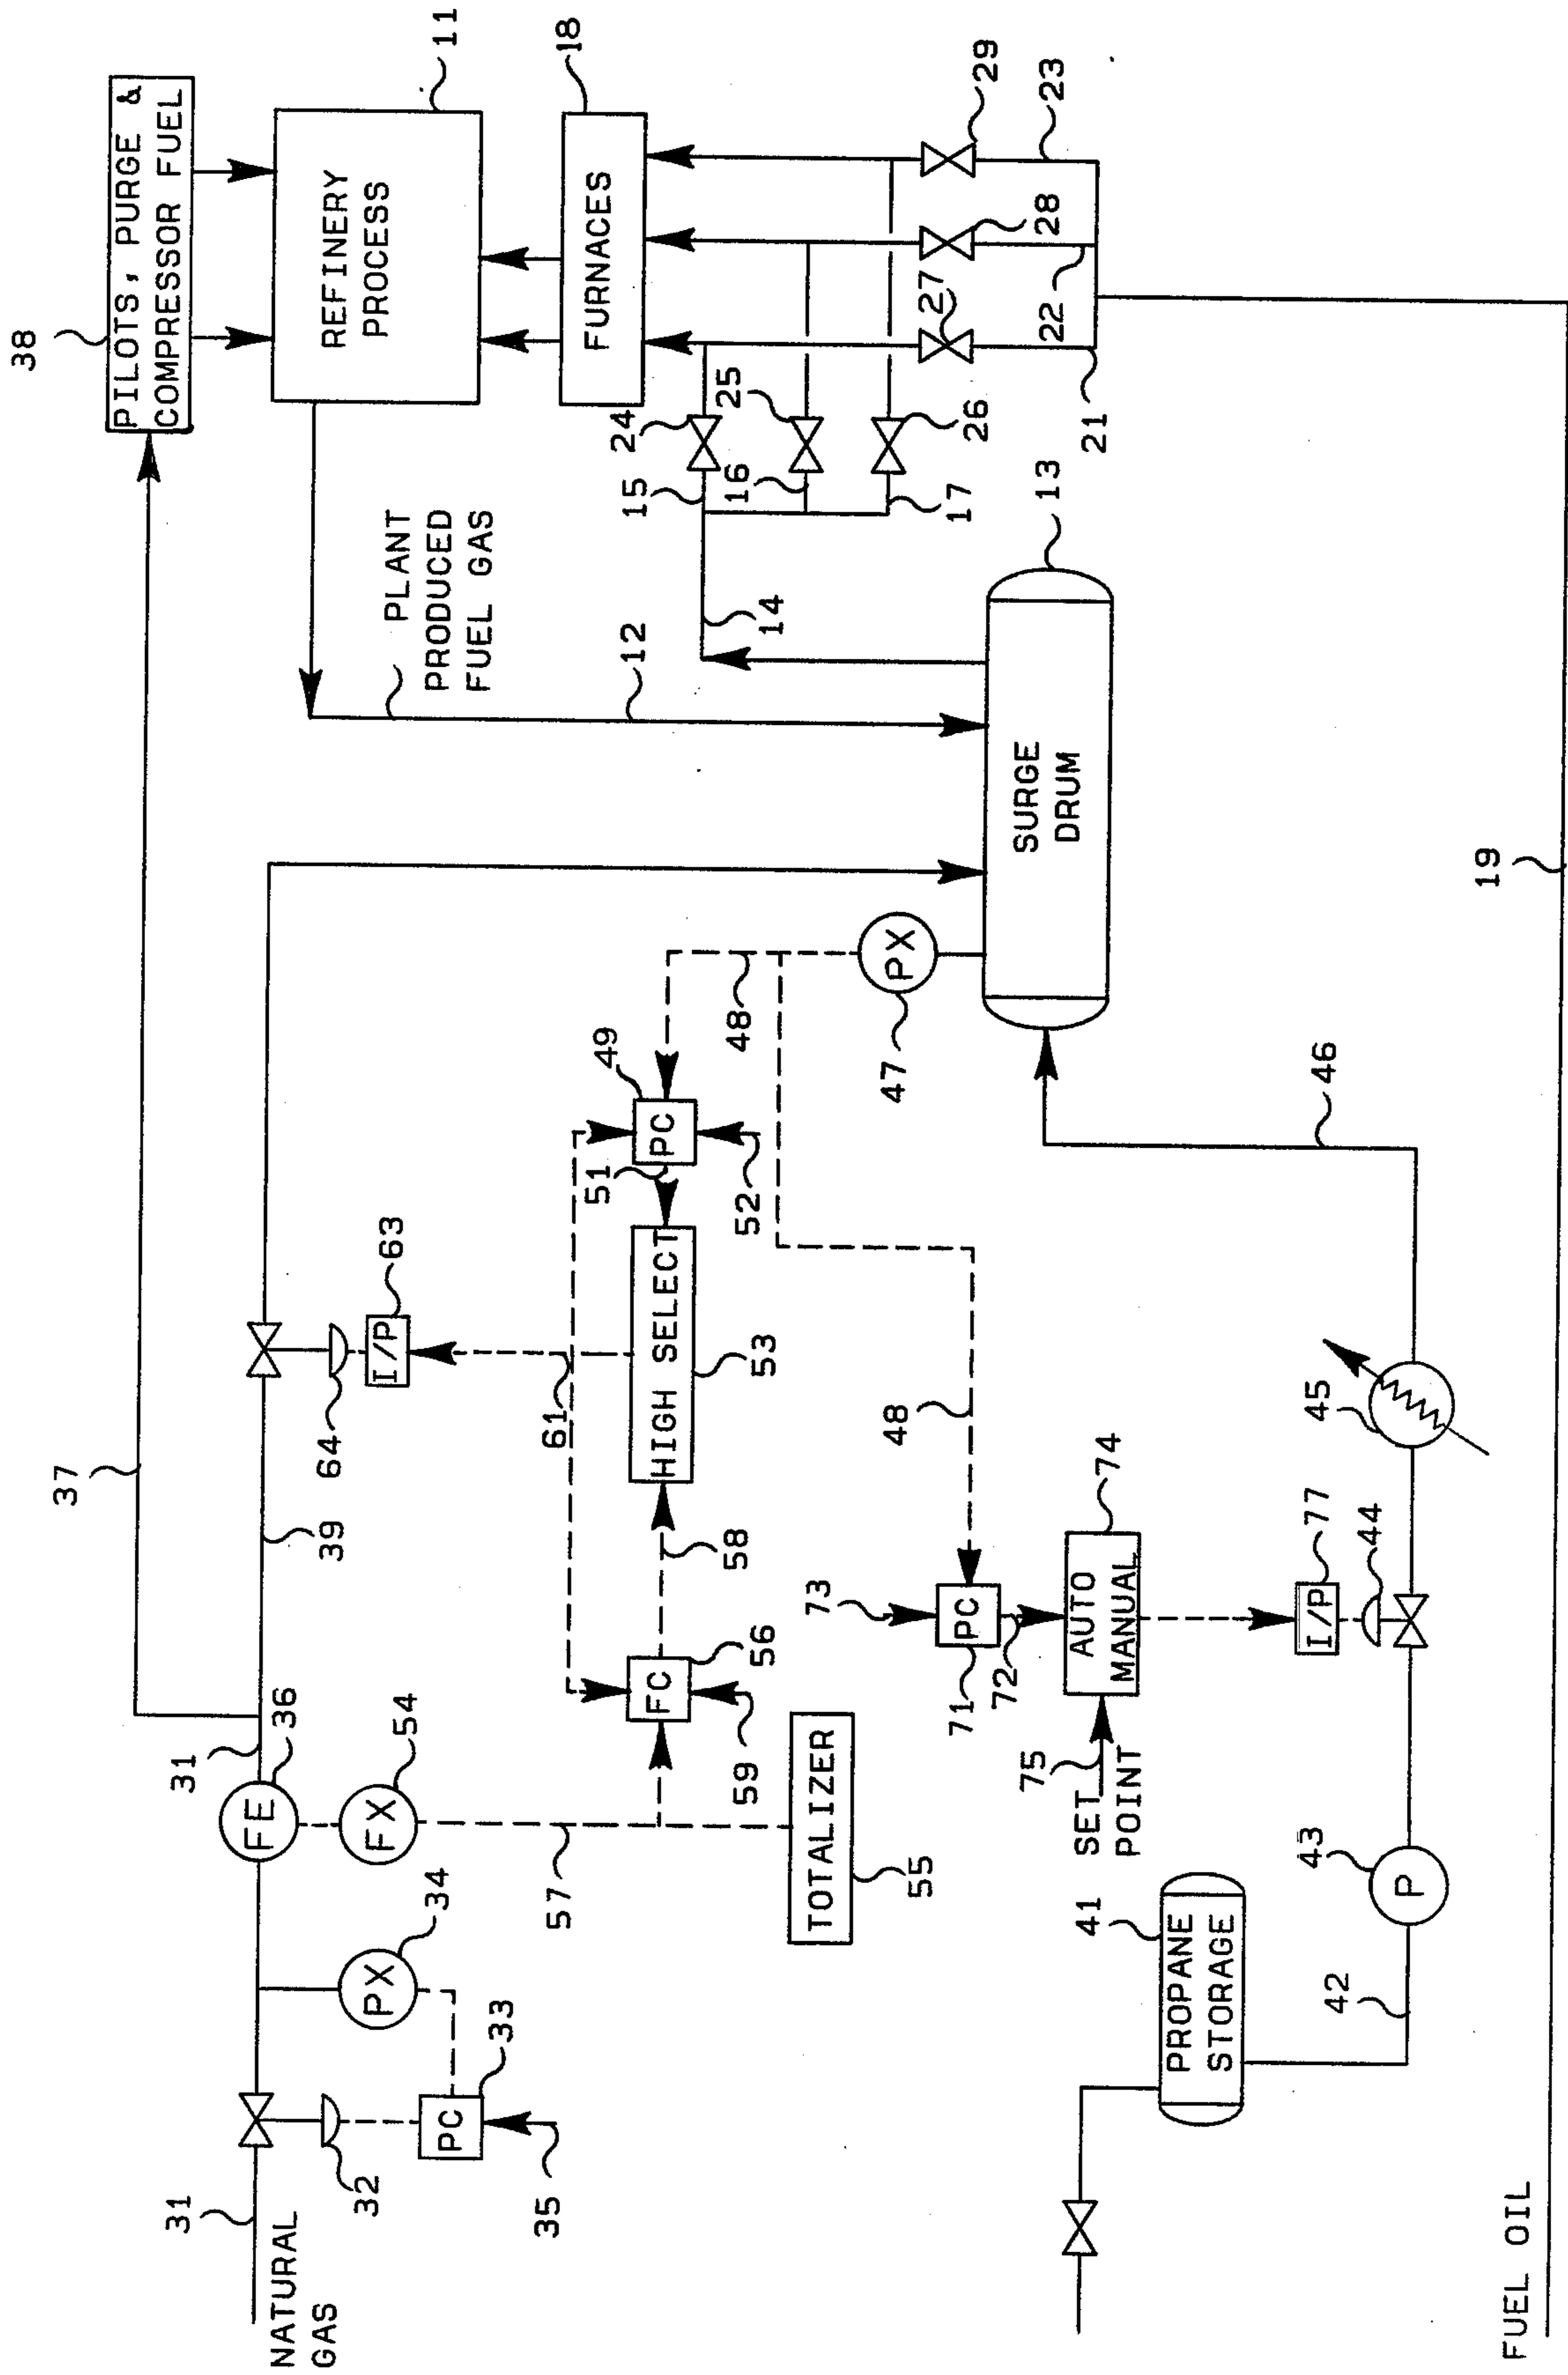 38
PILOTS, PURGE &
COMPRESSOR FUEL
37
11
REFINERY
PROCESS
18
FURNACES
PLANT
PRODUCED
FUEL GAS
12
14
15
16
17
24
25
26
27
28
29
21
22
23
13
SURGE
DRUM
31
NATURAL
GAS
32
PC
33
35
PX
34
FE
36
31
FX
54
57
TOTALIZER
55
39
64
I/P
63
61
FC
56
59
58
HIGH SELECT
53
51
PC
49
52
48
PX
47
48
73
PC
71
72
AUTO
MANUAL
74
75
SET
POINT
I/P
77
44
45
46
41
PROPANE
STORAGE
42
P
43
19
FUEL OIL